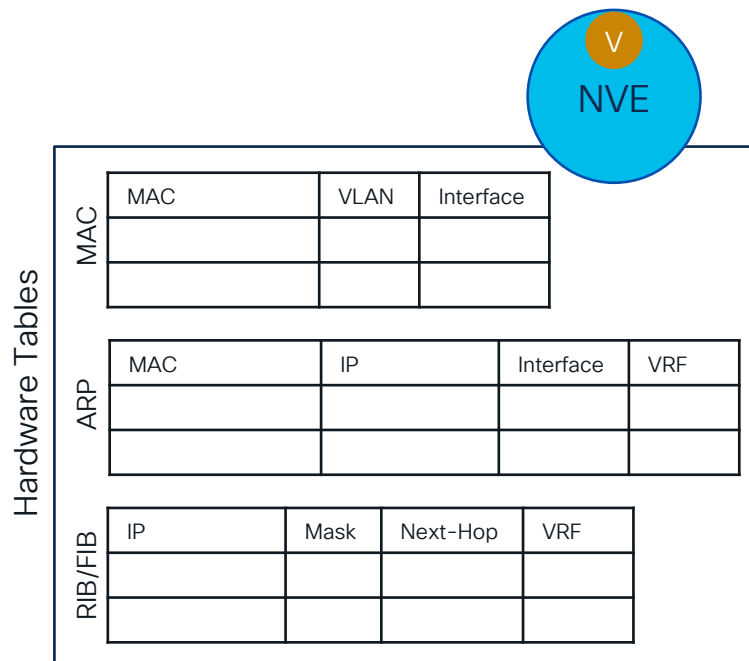 V
NVE
Hardware Tables
MAC
MAC VLAN Interface
ARP
MAC IP Interface VRF
RIB/FIB
IP Mask Next-Hop VRF